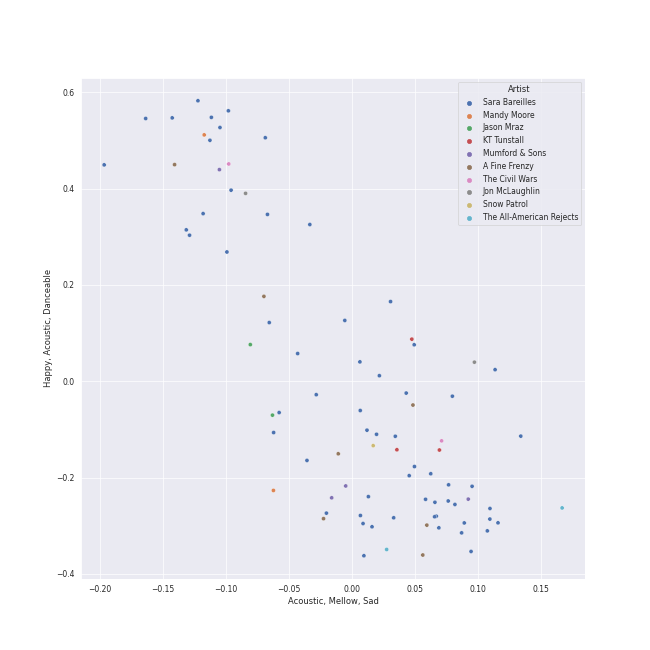 Artist
Sara Bareilles
Mandy Moore
Jason Mraz
KT Tunstall
Mumford & Sons
A Fine Frenzy
The Civil Wars
Jon McLaughlin
Snow Patrol
The All-American Rejects
0.6
0.4
0.2
0.0
−0.2
−0.4
Happy, Acoustic, Danceable
−0.20 −0.15 −0.10 −0.05 0.00 0.05 0.10 0.15
Acoustic, Mellow, Sad